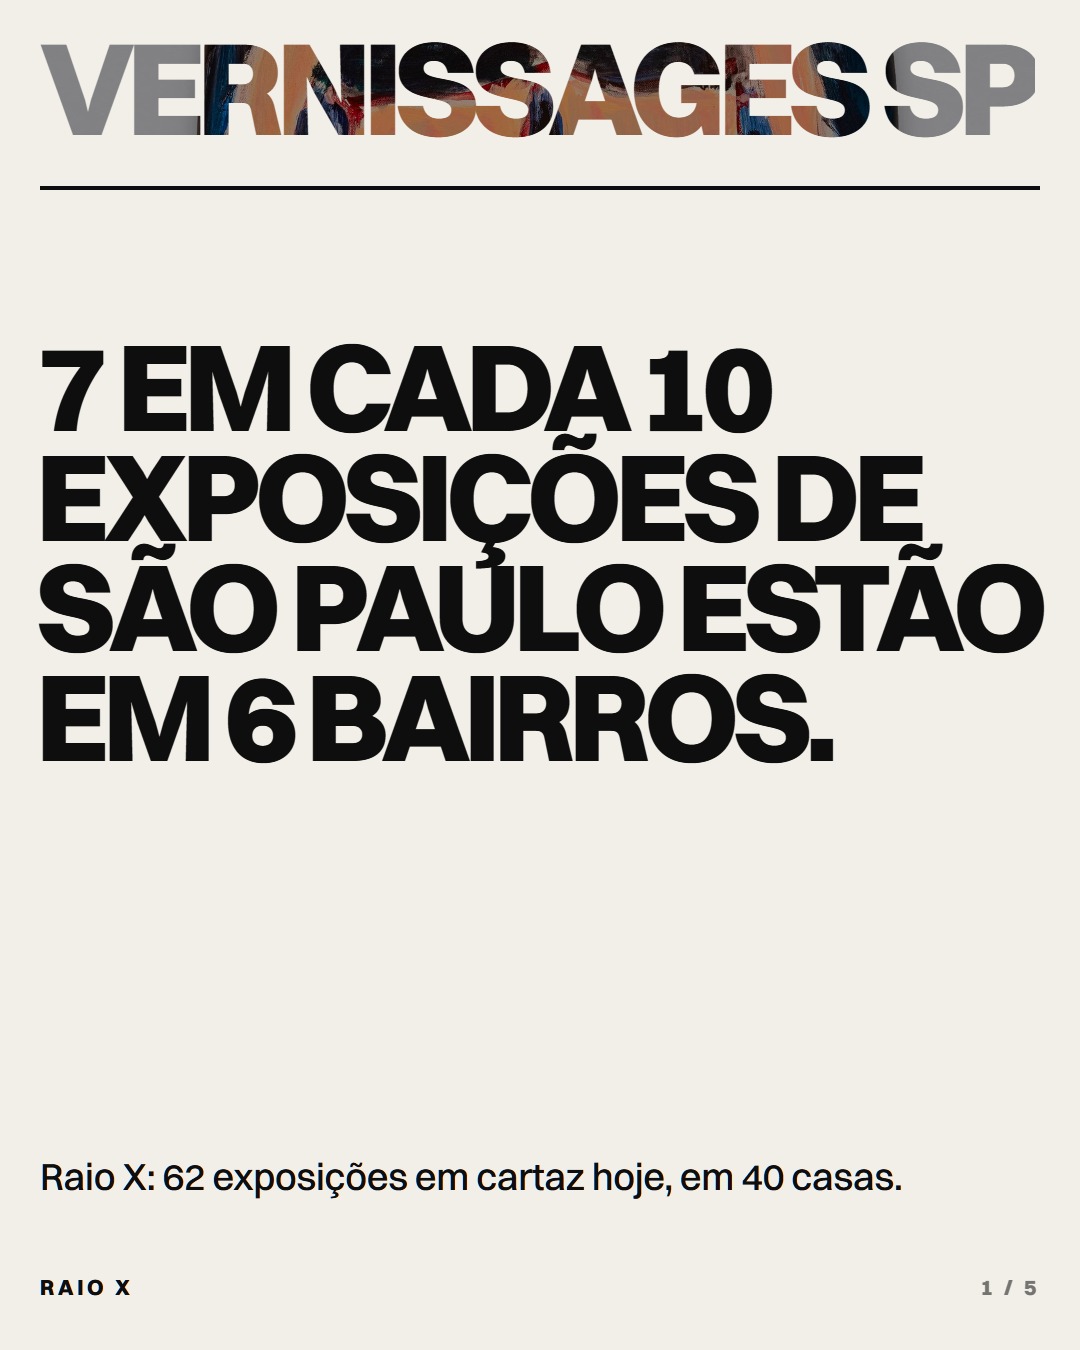 VERNISSAGES SP
7 EM CADA 10
EXPOSIÇÕES DE
SÃO PAULO ESTÃO
EM 6 BAIRROS.
Raio X: 62 exposições em cartaz hoje, em 40 casas.
RAIO X
1 / 5